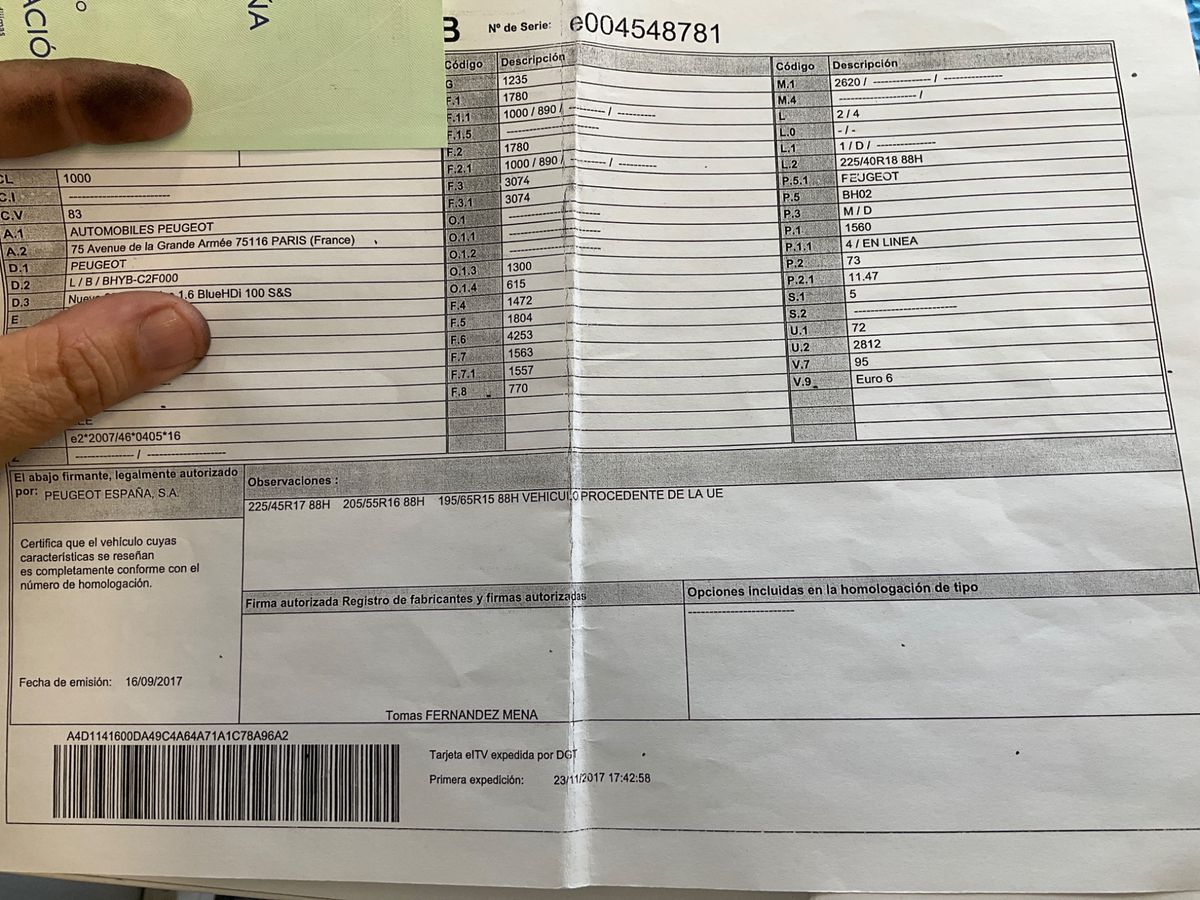 ACIÓ
ÑA
B Nº de Serie: e004548781
Código Descripción
G 1235
F.1 1780
F.1.1 1000 / 890 / --------- / ----------
F.1.5 -----------------------
F.2 1780
F.2.1 1000 / 890 / --------- / ----------
F.3 3074
F.3.1 3074
O.1 -----------------------
O.1.1 -----------------------
O.1.2 -----------------------
O.1.3 1300
O.1.4 615
F.4 1472
F.5 1804
F.6 4253
F.7 1563
F.7.1 1557
F.8 770
Código Descripción
M.1 2620 / --------------- / ---------------
M.4 -------------------- /
L 2 / 4
L.0 - / -
L.1 1 / D / ---------------
L.2 225/40R18 88H
P.5.1 PEUGEOT
P.5 BH02
P.3 M / D
P.1 1560
P.1.1 4 / EN LINEA
P.2 73
P.2.1 11.47
S.1 5
S.2 --------------------------
U.1 72
U.2 2812
V.7 95
V.9 Euro 6
CL 1000
C.I --------------------------
C.V 83
A.1 AUTOMOBILES PEUGEOT
A.2 75 Avenue de la Grande Armée 75116 PARIS (France)
D.1 PEUGEOT
D.2 L / B / BHYB-C2F000
D.3 1.6 BlueHDi 100 S&S
E
e2*2007/46*0405*16
---------------- / --------------------
El abajo firmante, legalmente autorizado
por: PEUGEOT ESPAÑA, S.A.
Certifica que el vehículo cuyas
características se reseñan
es completamente conforme con el
número de homologación.
Fecha de emisión: 16/09/2017
Observaciones :
225/45R17 88H 205/55R16 88H 195/65R15 88H VEHICULO PROCEDENTE DE LA UE
Firma autorizada Registro de fabricantes y firmas autorizadas
Tomas FERNANDEZ MENA
Opciones incluidas en la homologación de tipo
--------------------------
A4D1141600DA49C4A64A71A1C78A96A2
Tarjeta eITV expedida por DGT
Primera expedición: 23/11/2017 17:42:58